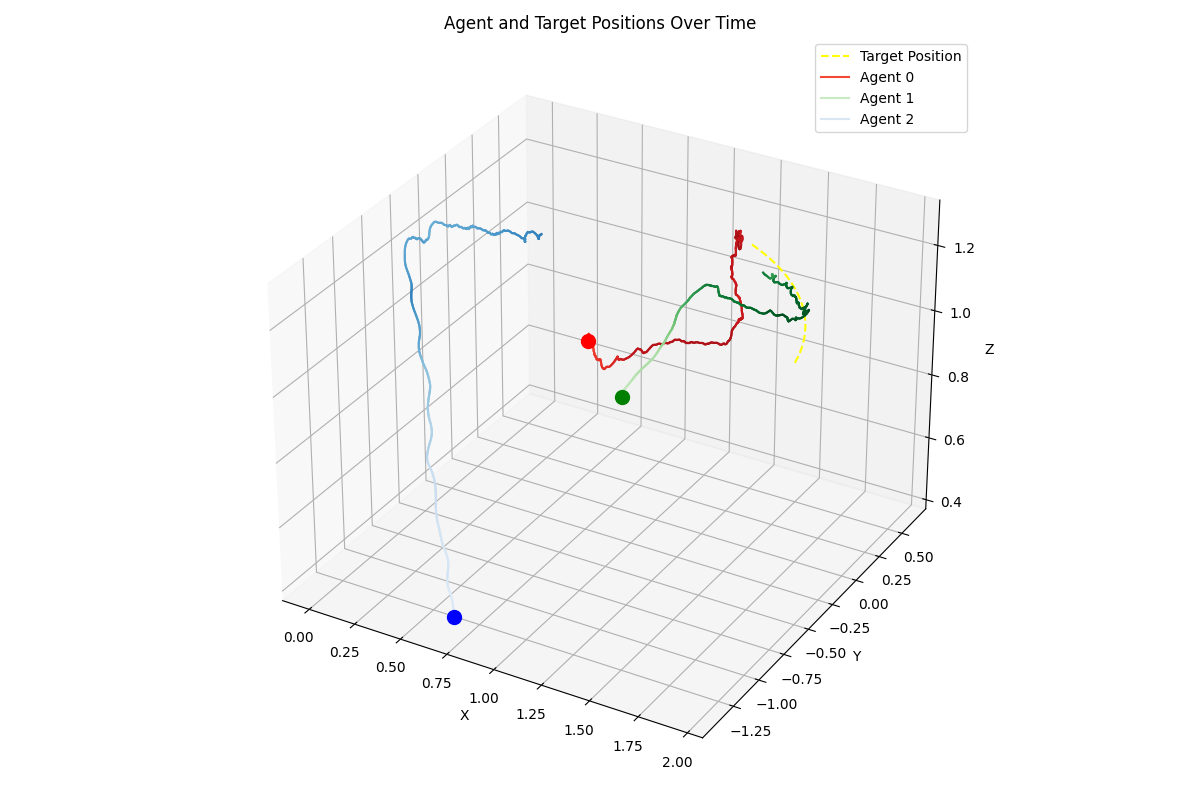 Agent and Target Positions Over Time
Target Position
Agent 0
Agent 1
Agent 2
1.2
1.0
0.8
0.6
0.4
Z
0.50
0.25
0.00
−0.25
−0.50
−0.75
−1.00
−1.25
Y
0.00
0.25
0.50
0.75
1.00
1.25
1.50
1.75
2.00
X